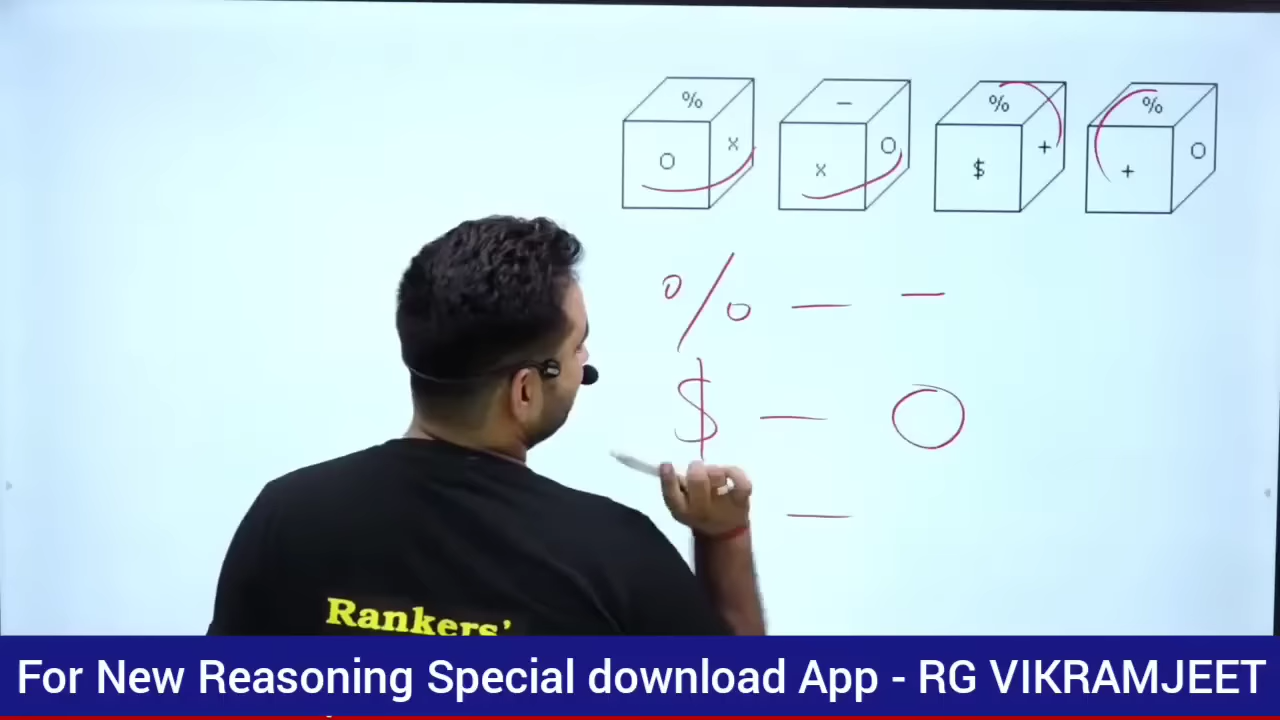 % - % %
O x x O $ + + O
% — –
$ — O
—
Rankers'
For New Reasoning Special download App - RG VIKRAMJEET